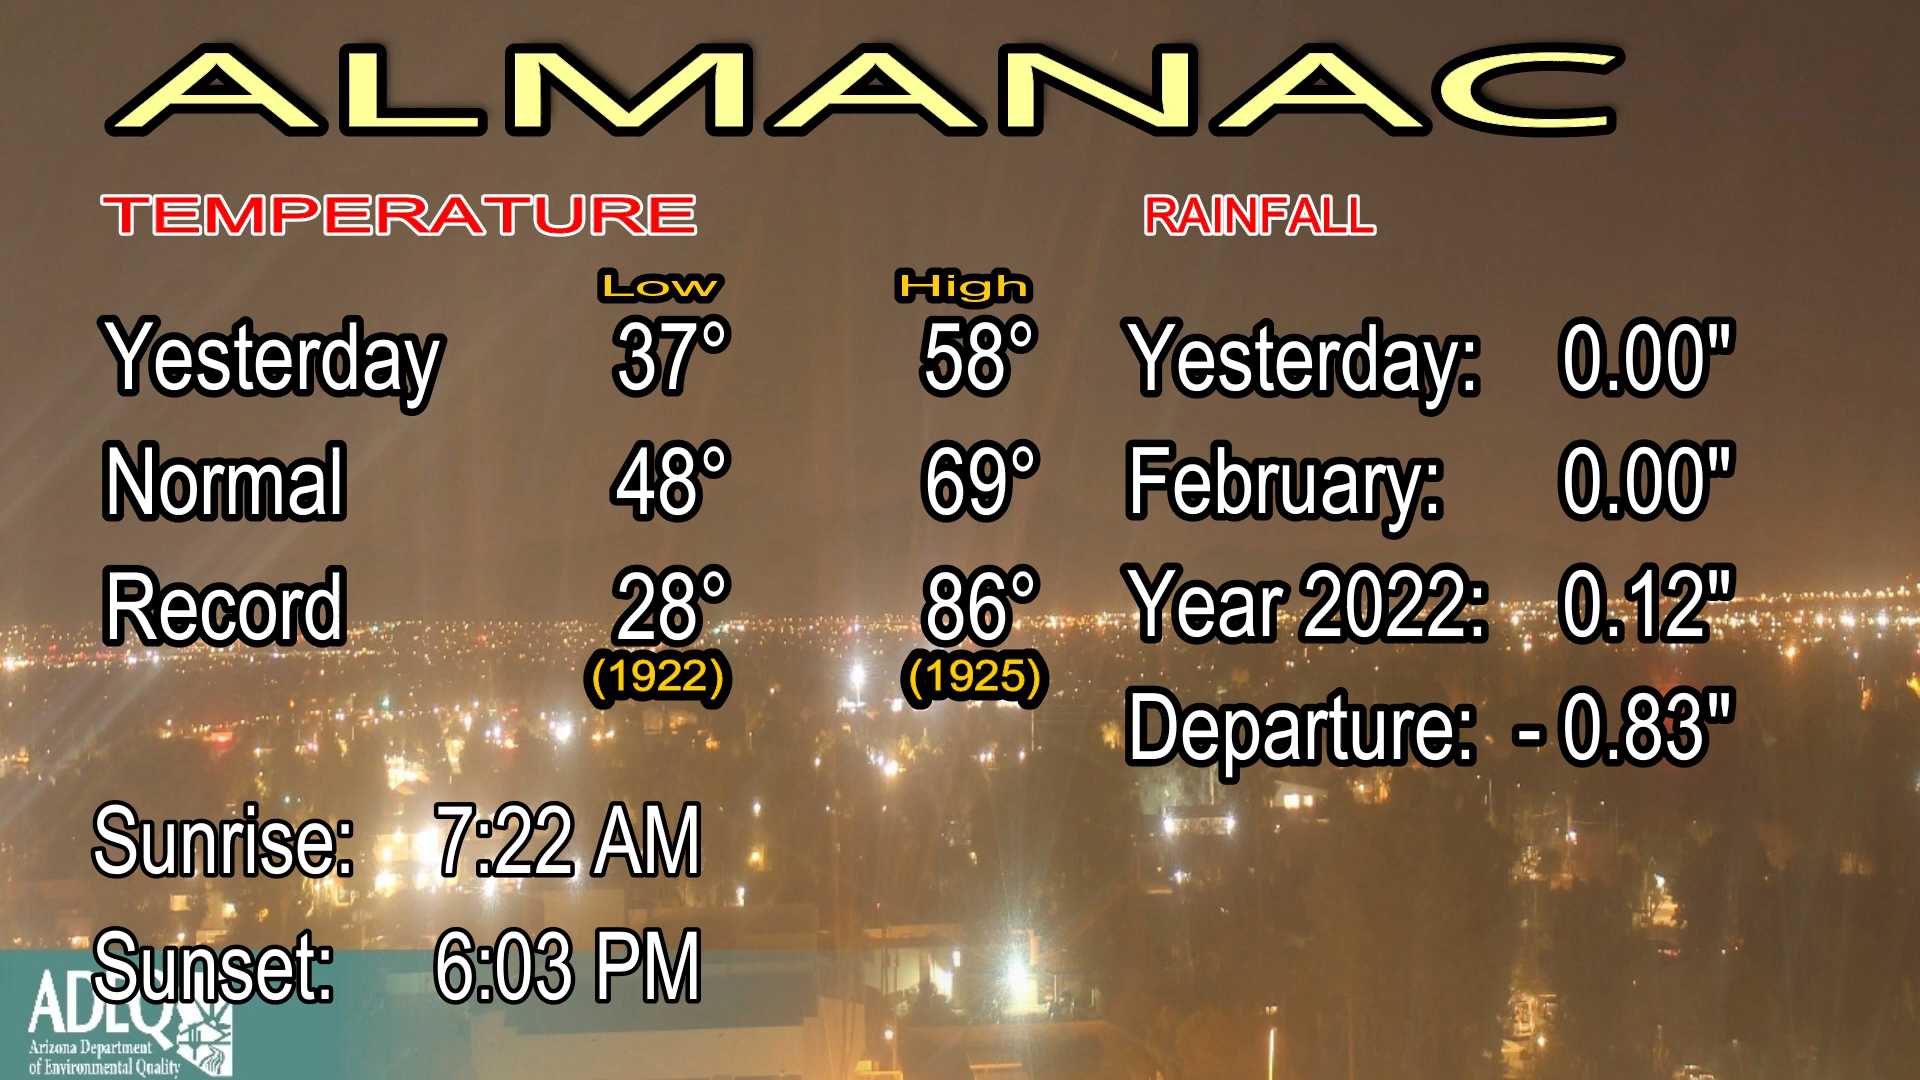 ALMANAC
TEMPERATURE
Low High
Yesterday 37° 58°
Normal 48° 69°
Record 28° 86°
(1922) (1925)
RAINFALL
Yesterday: 0.00"
February: 0.00"
Year 2022: 0.12"
Departure: - 0.83"
Sunrise: 7:22 AM
Sunset: 6:03 PM
ADEQ
Arizona Department
of Environmental Quality